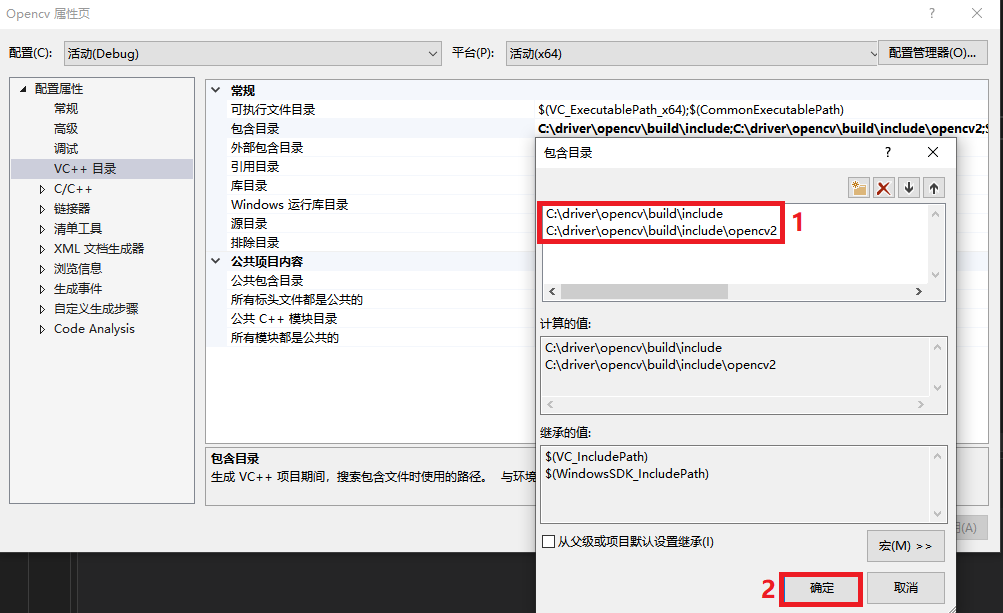 Opencv 属性页
配置(C): 活动(Debug) 平台(P): 活动(x64) 配置管理器(O)...
配置属性
常规
高级
调试
VC++ 目录
C/C++
链接器
清单工具
XML 文档生成器
浏览信息
生成事件
自定义生成步骤
Code Analysis
常规
可执行文件目录 $(VC_ExecutablePath_x64);$(CommonExecutablePath)
包含目录 C:\driver\opencv\build\include;C:\driver\opencv\build\include\opencv2;
外部包含目录
引用目录
库目录
Windows 运行库目录
源目录
排除目录
公共项目内容
公共包含目录
所有标头文件都是公共的
公共 C++ 模块目录
所有模块都是公共的
包含目录
生成 VC++ 项目期间，搜索包含文件时使用的路径。 与环境
包含目录
C:\driver\opencv\build\include
C:\driver\opencv\build\include\opencv2
1
计算的值:
C:\driver\opencv\build\include
C:\driver\opencv\build\include\opencv2
继承的值:
$(VC_IncludePath)
$(WindowsSDK_IncludePath)
从父级或项目默认设置继承(I)
宏(M) >>
(A)
2 确定 取消